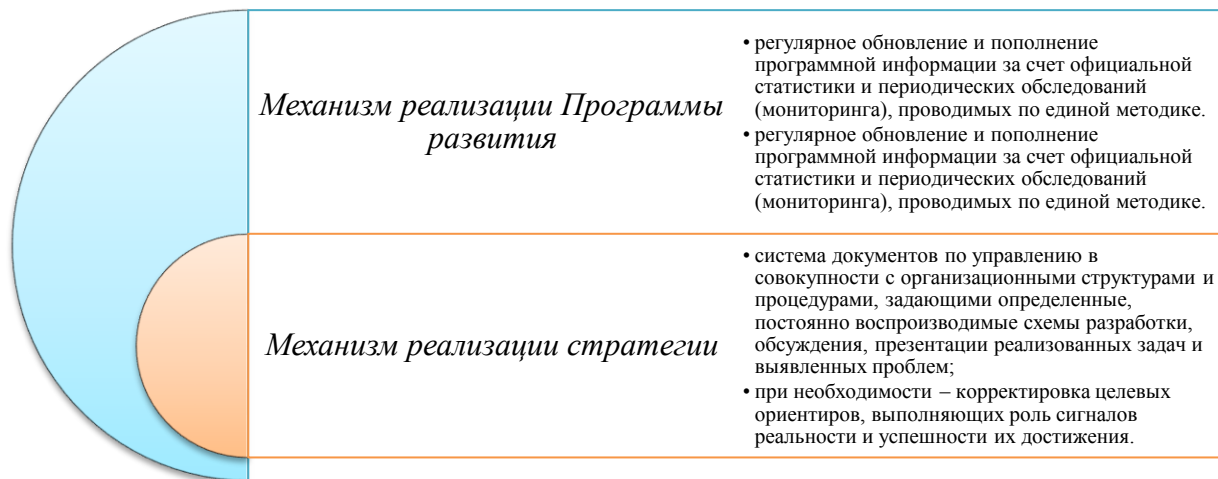 Механизм реализации Программы
развития
• регулярное обновление и пополнение
программной информации за счет официальной
статистики и периодических обследований
(мониторинга), проводимых по единой методике.
• регулярное обновление и пополнение
программной информации за счет официальной
статистики и периодических обследований
(мониторинга), проводимых по единой методике.
Механизм реализации стратегии
• система документов по управлению в
совокупности с организационными структурами и
процедурами, задающими определенные,
постоянно воспроизводимые схемы разработки,
обсуждения, презентации реализованных задач и
выявленных проблем;
• при необходимости – корректировка целевых
ориентиров, выполняющих роль сигналов
реальности и успешности их достижения.